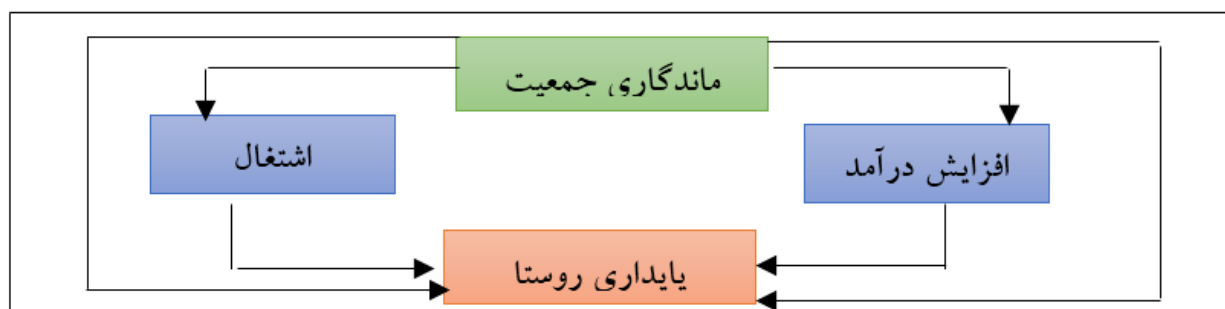 ماندگاری جمعیت
افزایش درآمد
اشتغال
پایداری روستا